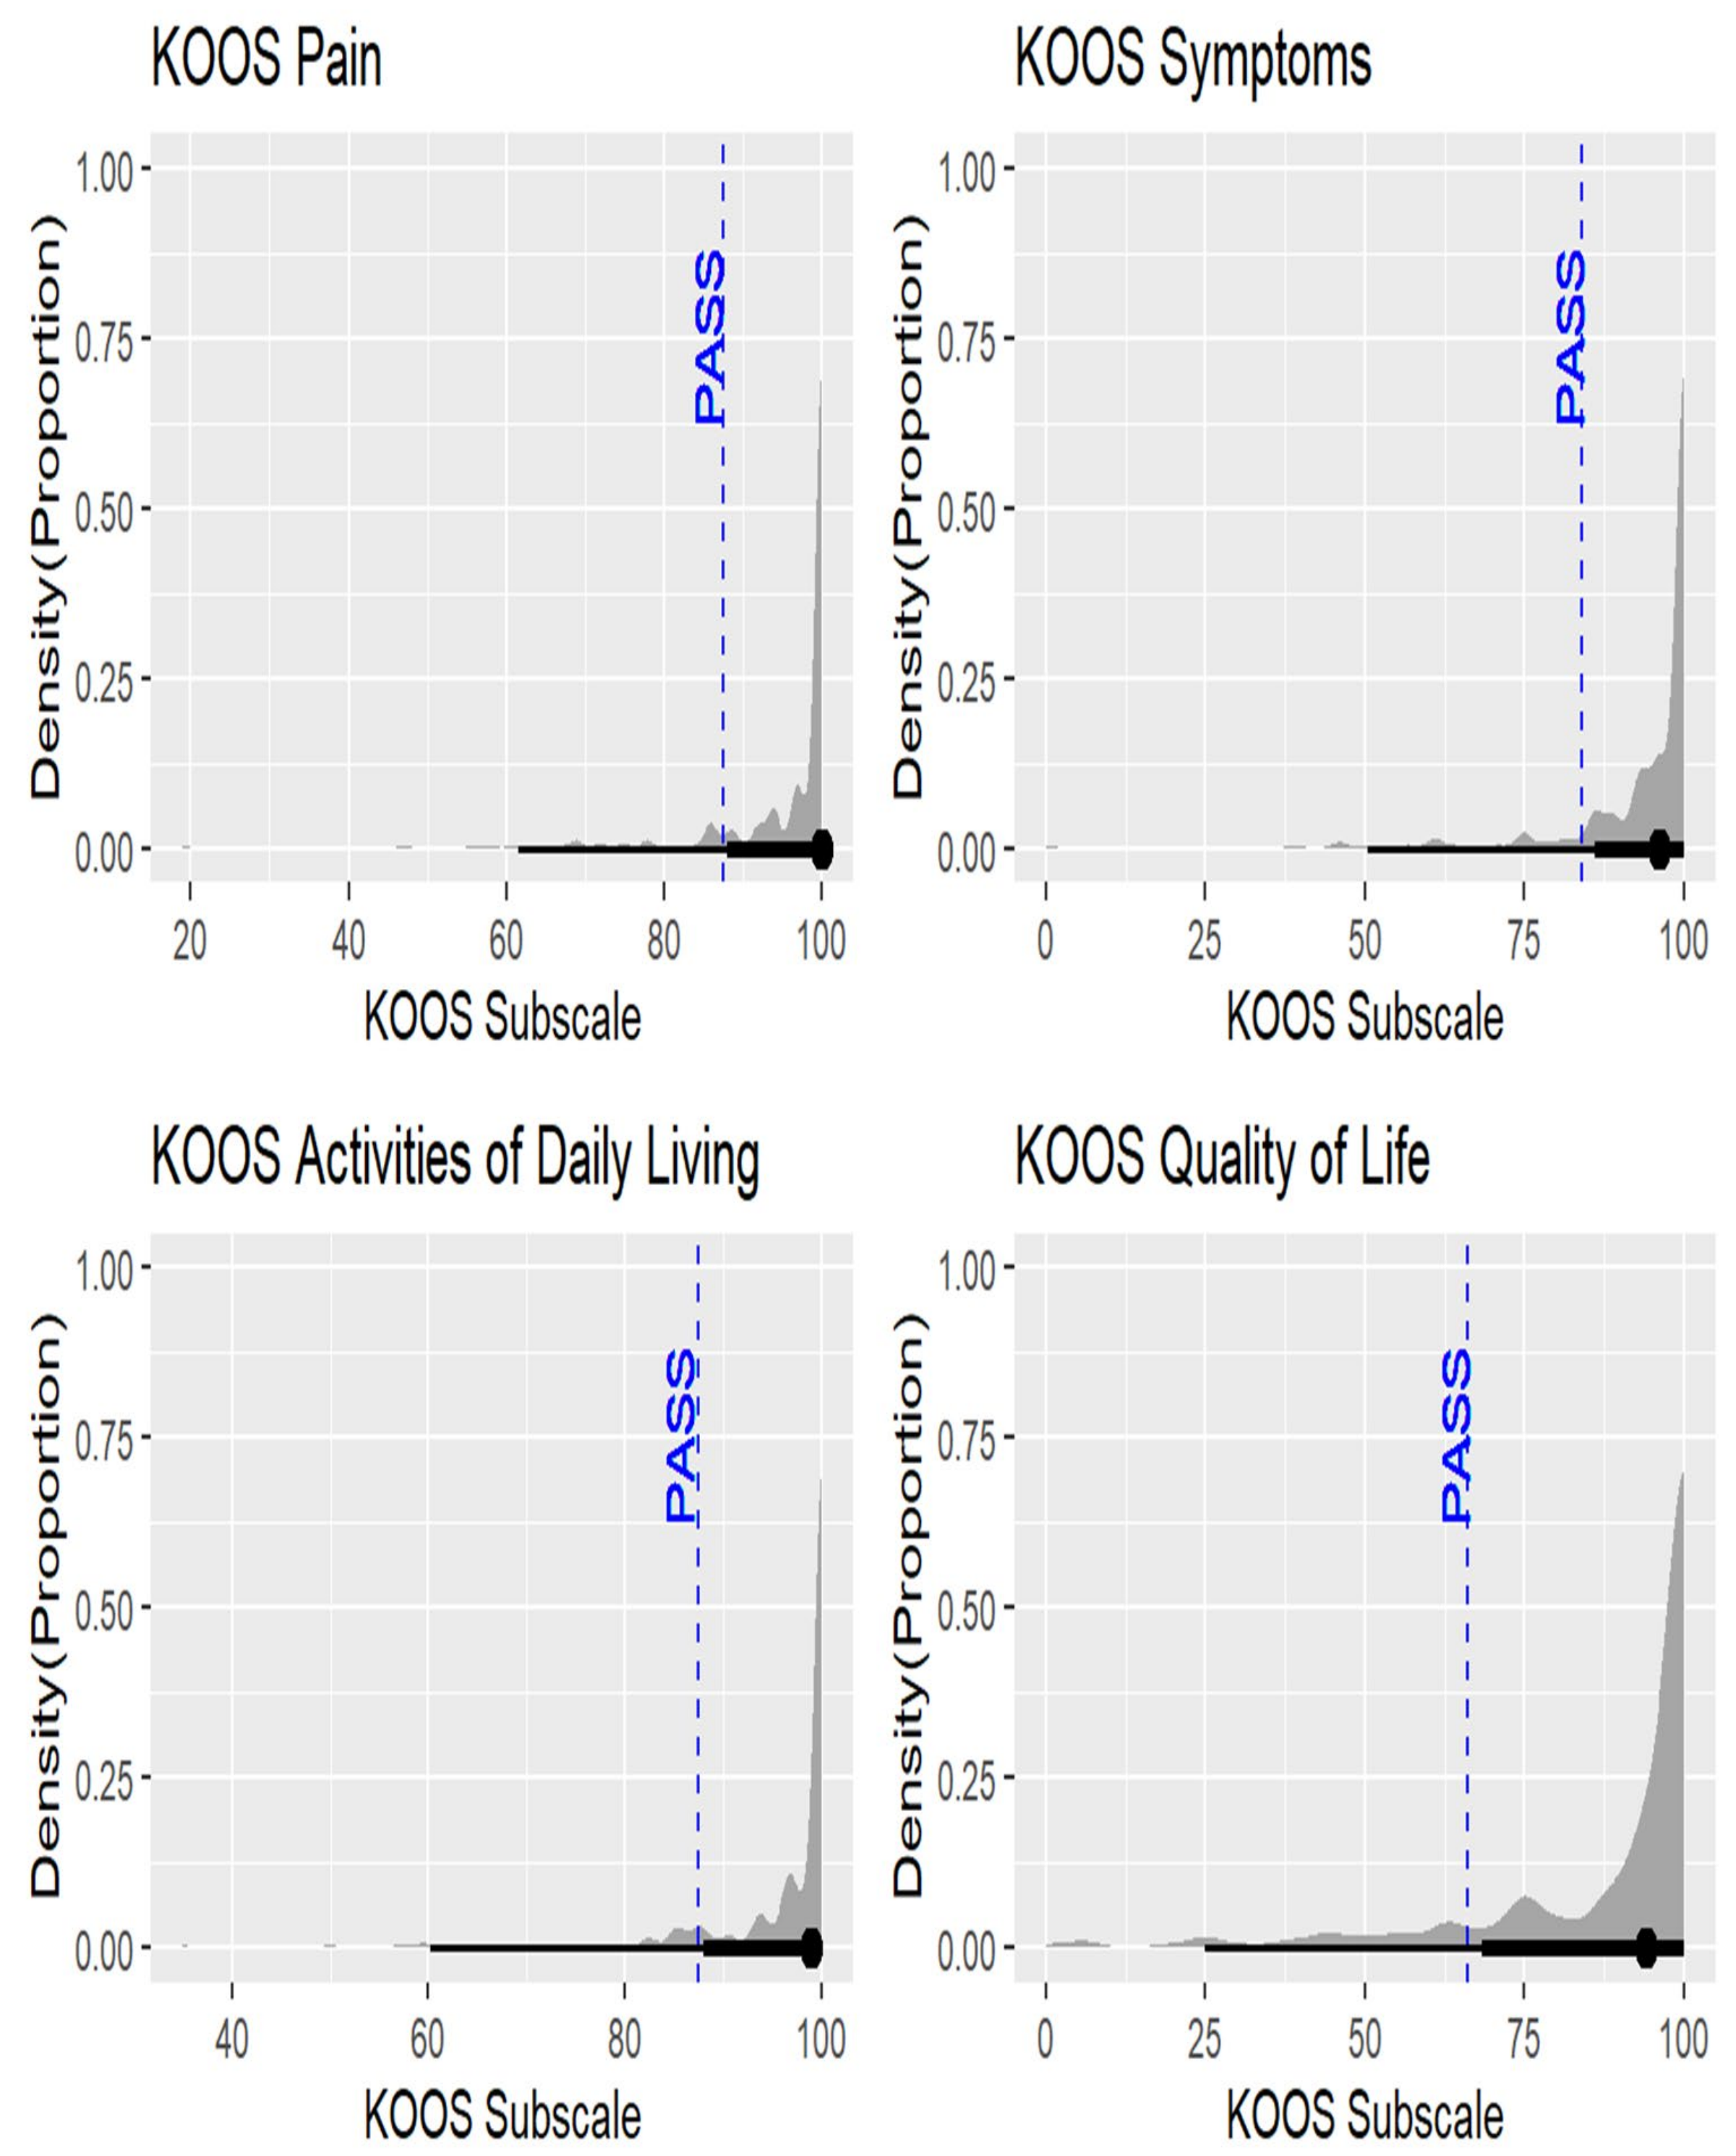 KOOS Pain
Density(Proportion)
1.00
0.75
0.50
0.25
0.00
PASS
20 40 60 80 100
KOOS Subscale
KOOS Symptoms
Density(Proportion)
1.00
0.75
0.50
0.25
0.00
PASS
0 25 50 75 100
KOOS Subscale
KOOS Activities of Daily Living
Density(Proportion)
1.00
0.75
0.50
0.25
0.00
PASS
40 60 80 100
KOOS Subscale
KOOS Quality of Life
Density(Proportion)
1.00
0.75
0.50
0.25
0.00
PASS
0 25 50 75 100
KOOS Subscale